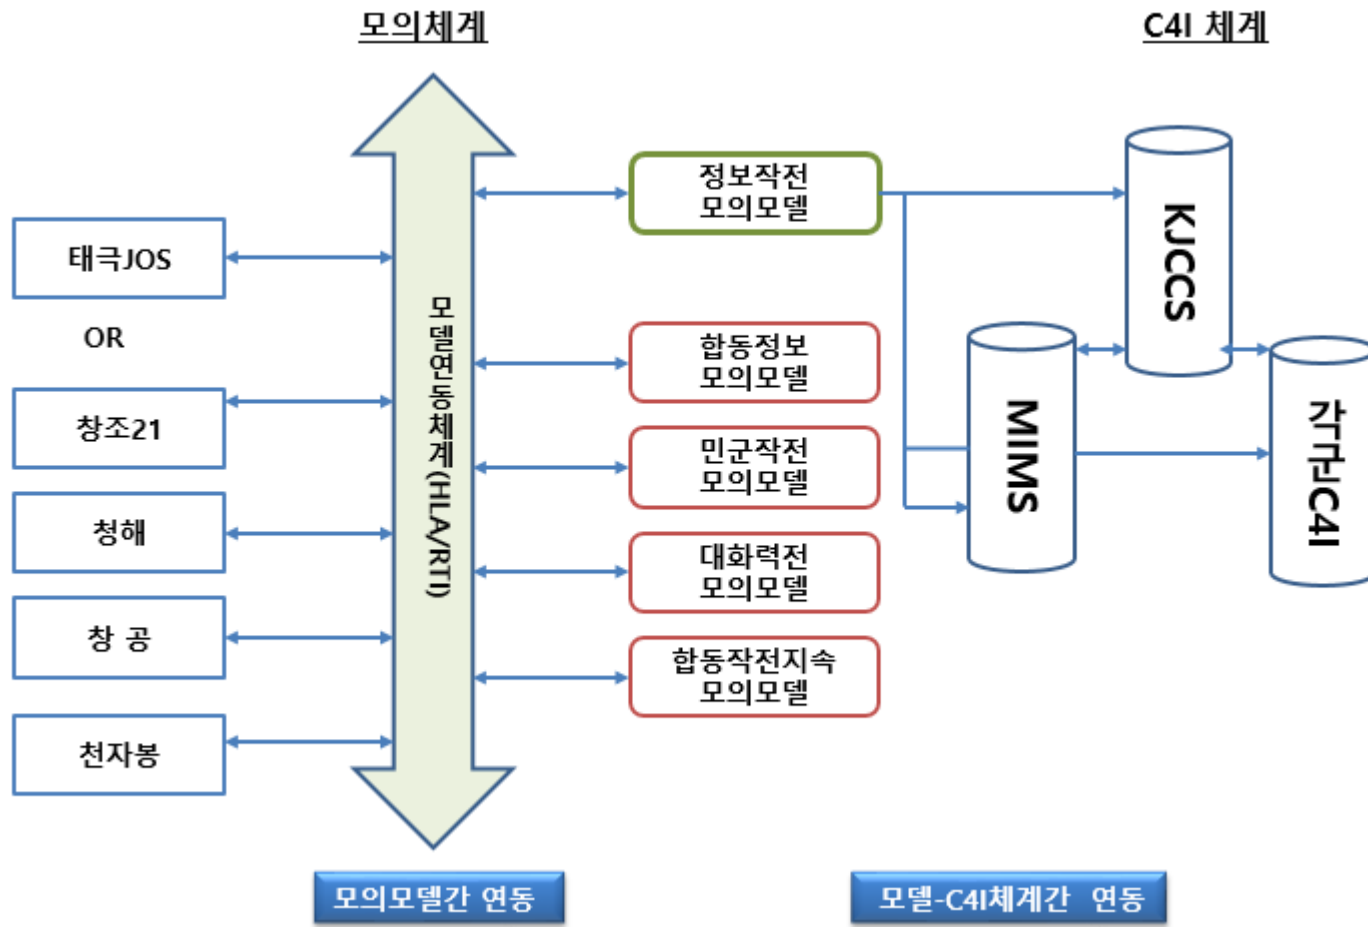 모의체계
C4I 체계
정보작전
모의모델
태극JOS
OR
창조21
청해
창 공
천자봉
모델연동체계(HLA/RTI)
합동정보
모의모델
민군작전
모의모델
대화력전
모의모델
합동작전지속
모의모델
KJCCS
MIMS
각군C4I
모의모델간 연동
모델-C4I체계간 연동